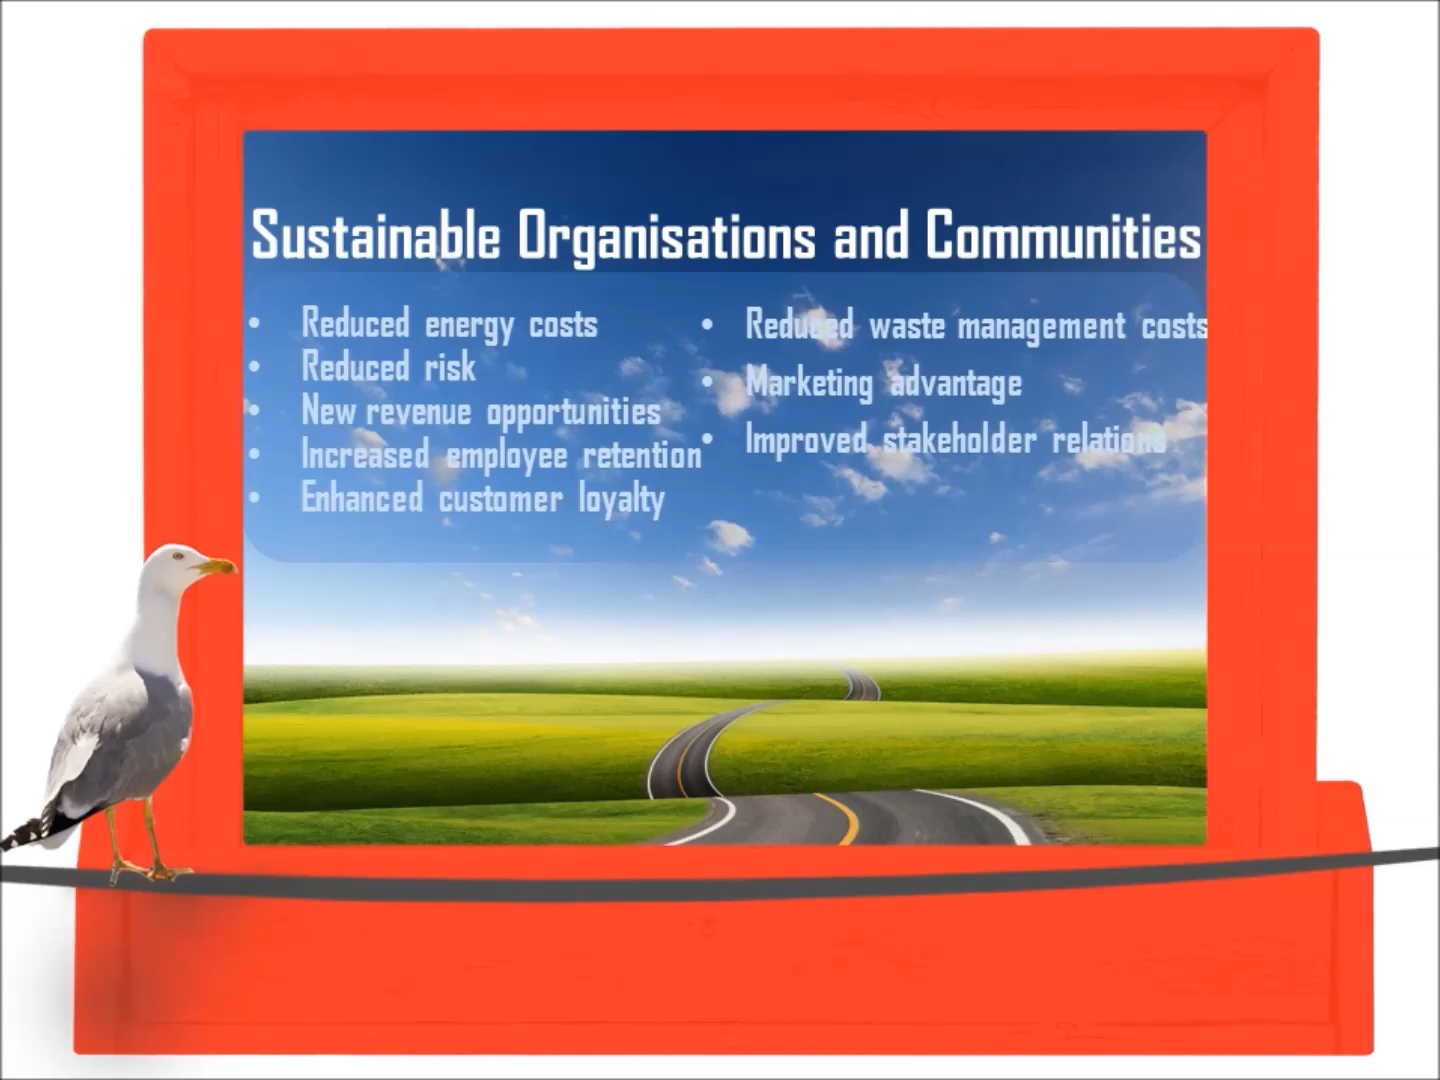 Sustainable Organisations and Communities
• Reduced energy costs
• Reduced risk
• New revenue opportunities
• Increased employee retention
• Enhanced customer loyalty
• Reduced waste management costs
• Marketing advantage
• Improved stakeholder relations